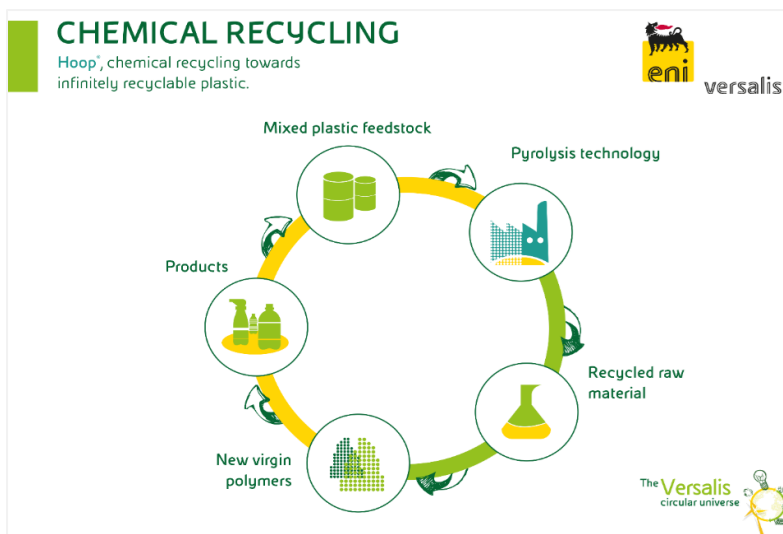 CHEMICAL RECYCLING
Hoop®, chemical recycling towards
infinitely recyclable plastic.
eni
versalis
Mixed plastic feedstock
Pyrolysis technology
Products
Recycled raw
material
New virgin
polymers
The Versalis
circular universe